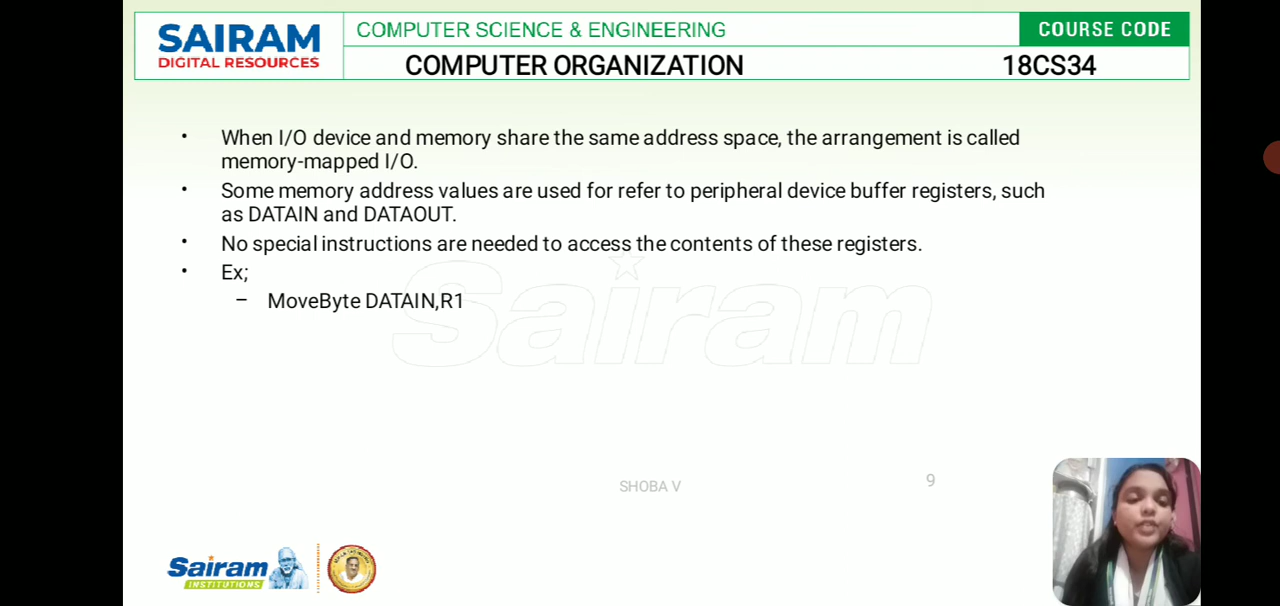 SAIRAM
DIGITAL RESOURCES
COMPUTER SCIENCE & ENGINEERING
COURSE CODE
COMPUTER ORGANIZATION
18CS34
• When I/O device and memory share the same address space, the arrangement is called
memory-mapped I/O.
• Some memory address values are used for refer to peripheral device buffer registers, such
as DATAIN and DATAOUT.
• No special instructions are needed to access the contents of these registers.
• Ex;
– MoveByte DATAIN,R1
Sairam
SHOBA V
9
Sairam
INSTITUTIONS